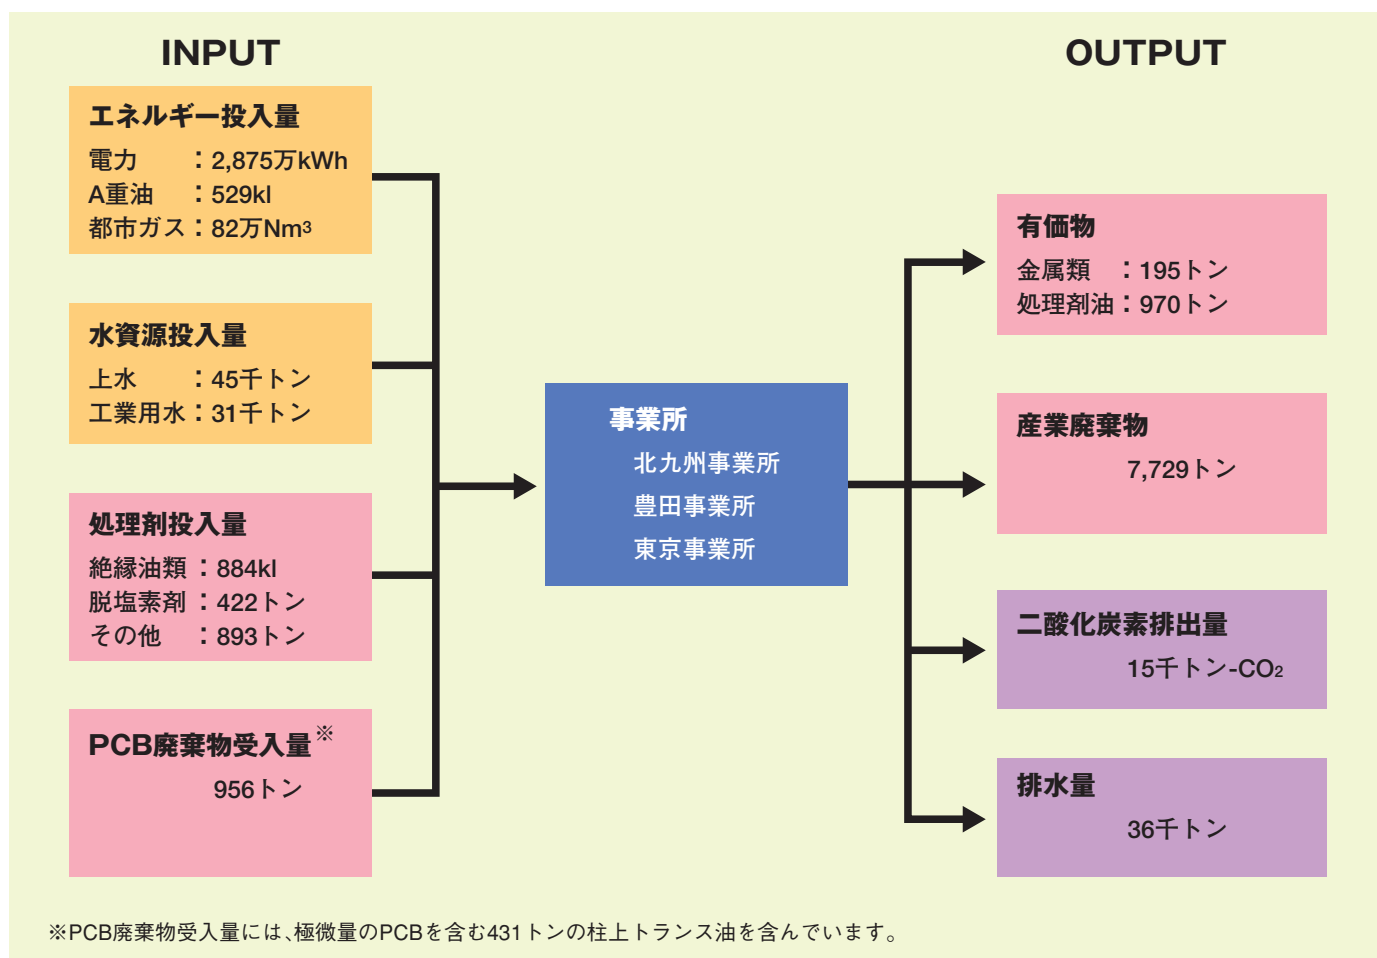 INPUT
エネルギー投入量
電力　　：2,875万kWh
A重油　：529kl
都市ガス：82万Nm³
水資源投入量
上水　　：45千トン
工業用水：31千トン
処理剤投入量
絶縁油類：884kl
脱塩素剤：422トン
その他　：893トン
PCB廃棄物受入量※
956トン
事業所
北九州事業所
豊田事業所
東京事業所
OUTPUT
有価物
金属類　：195トン
処理剤油：970トン
産業廃棄物
7,729トン
二酸化炭素排出量
15千トン-CO₂
排水量
36千トン
※PCB廃棄物受入量には、極微量のPCBを含む431トンの柱上トランス油を含んでいます。